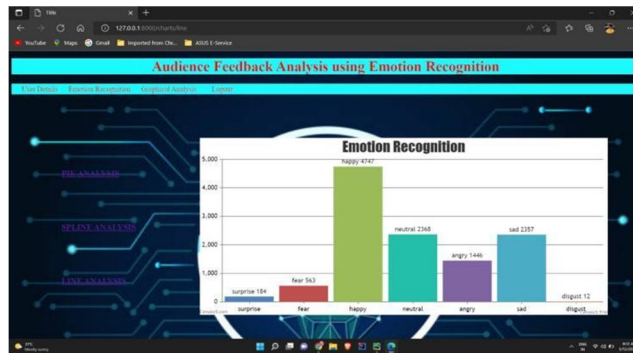 Title
127.0.0.1:8000/charts/line
YouTube Maps Gmail Imported from Chr... ASUS E-Service
Audience Feedback Analysis using Emotion Recognition
User Details Emotion Recognition Graphical Analysis Logout
Emotion Recognition
5,000
4,000
3,000
2,000
1,000
0
surprise 184
fear 563
happy 4747
neutral 2368
angry 1446
sad 2357
disgust 12
surprise fear happy neutral angry sad disgust
PIE ANALYSIS
SPLINE ANALYSIS
LINE ANALYSIS